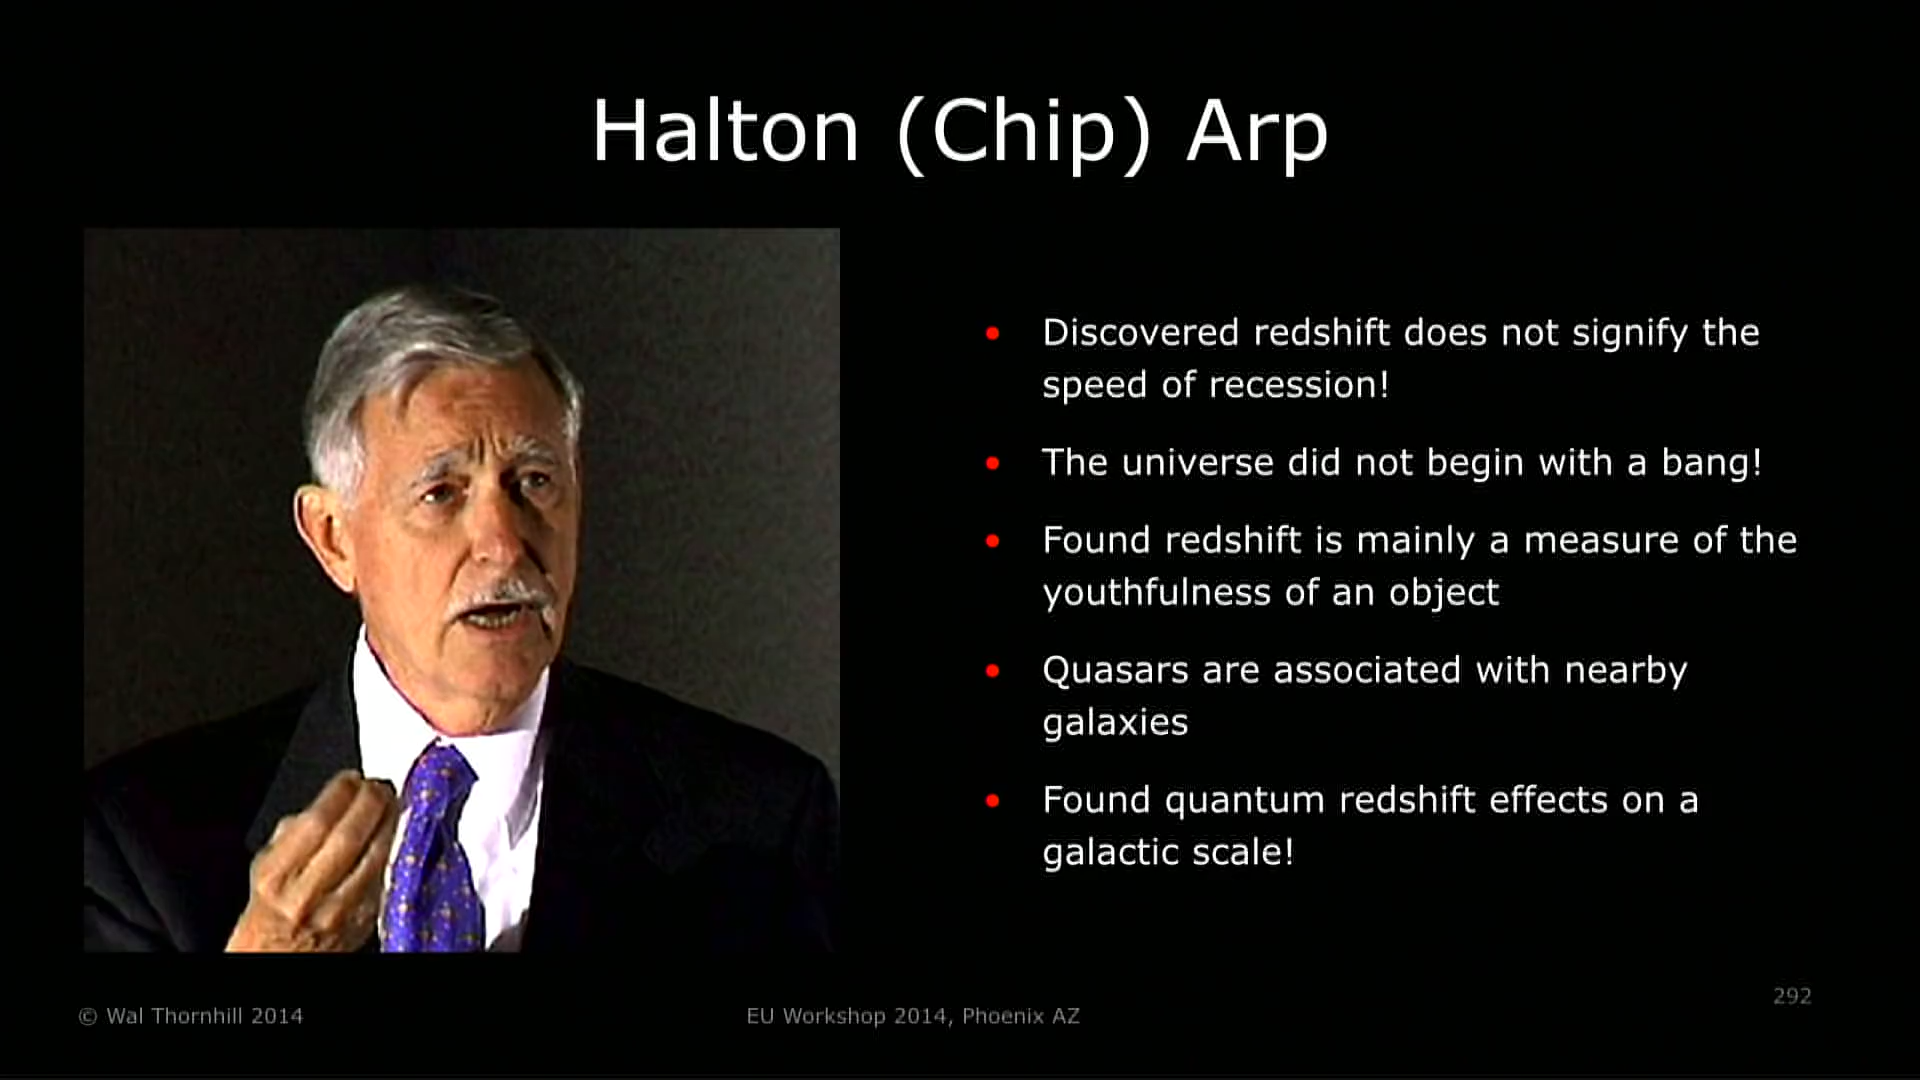 Halton (Chip) Arp
• Discovered redshift does not signify the
speed of recession!
• The universe did not begin with a bang!
• Found redshift is mainly a measure of the
youthfulness of an object
• Quasars are associated with nearby
galaxies
• Found quantum redshift effects on a
galactic scale!
© Wal Thornhill 2014
EU Workshop 2014, Phoenix AZ
292